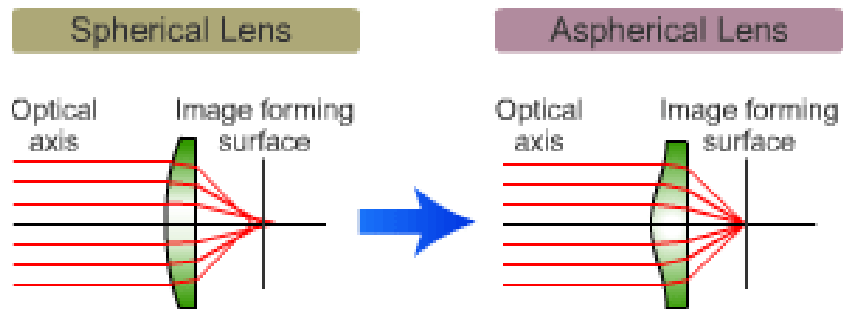 Spherical Lens
Aspherical Lens
Optical
axis
Image forming
surface
Optical
axis
Image forming
surface